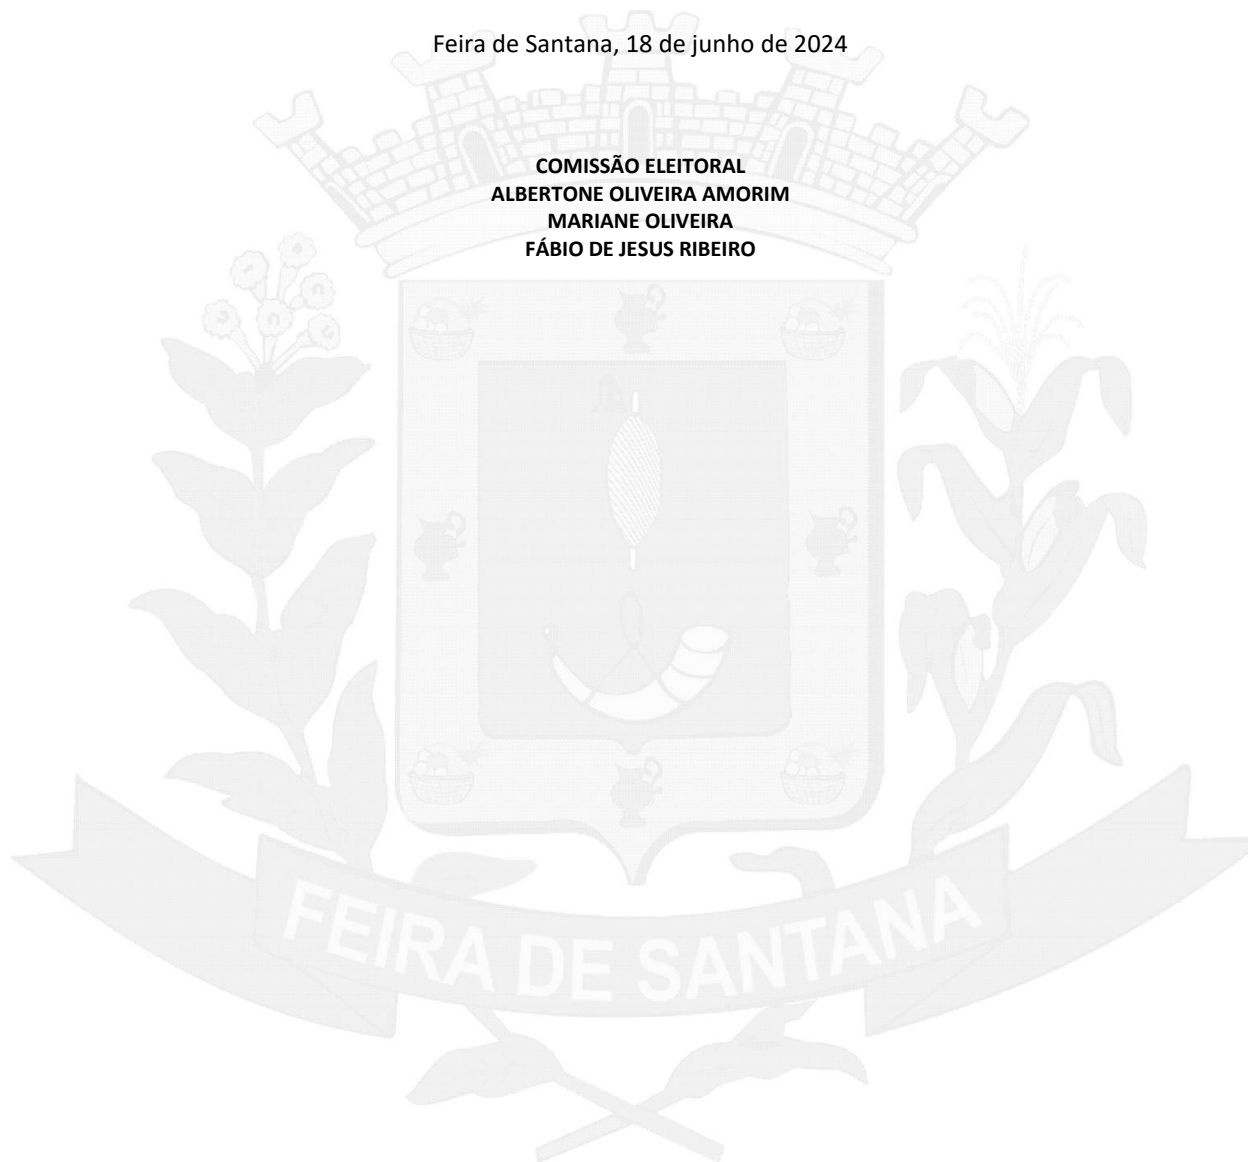 Feira de Santana, 18 de junho de 2024
COMISSÃO ELEITORAL
ALBERTONE OLIVEIRA AMORIM
MARIANE OLIVEIRA
FÁBIO DE JESUS RIBEIRO
FEIRA DE SANTANA